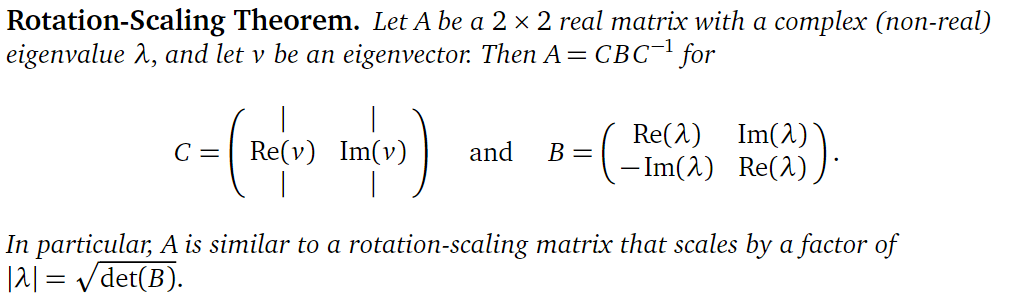 Rotation-Scaling Theorem. Let A be a 2 × 2 real matrix with a complex (non-real)
eigenvalue λ, and let v be an eigenvector. Then A = CBC⁻¹ for
C = ( | | Re(v) Im(v) | | ) and B = ( Re(λ) Im(λ) −Im(λ) Re(λ) ).
In particular, A is similar to a rotation-scaling matrix that scales by a factor of
|λ| = √det(B).